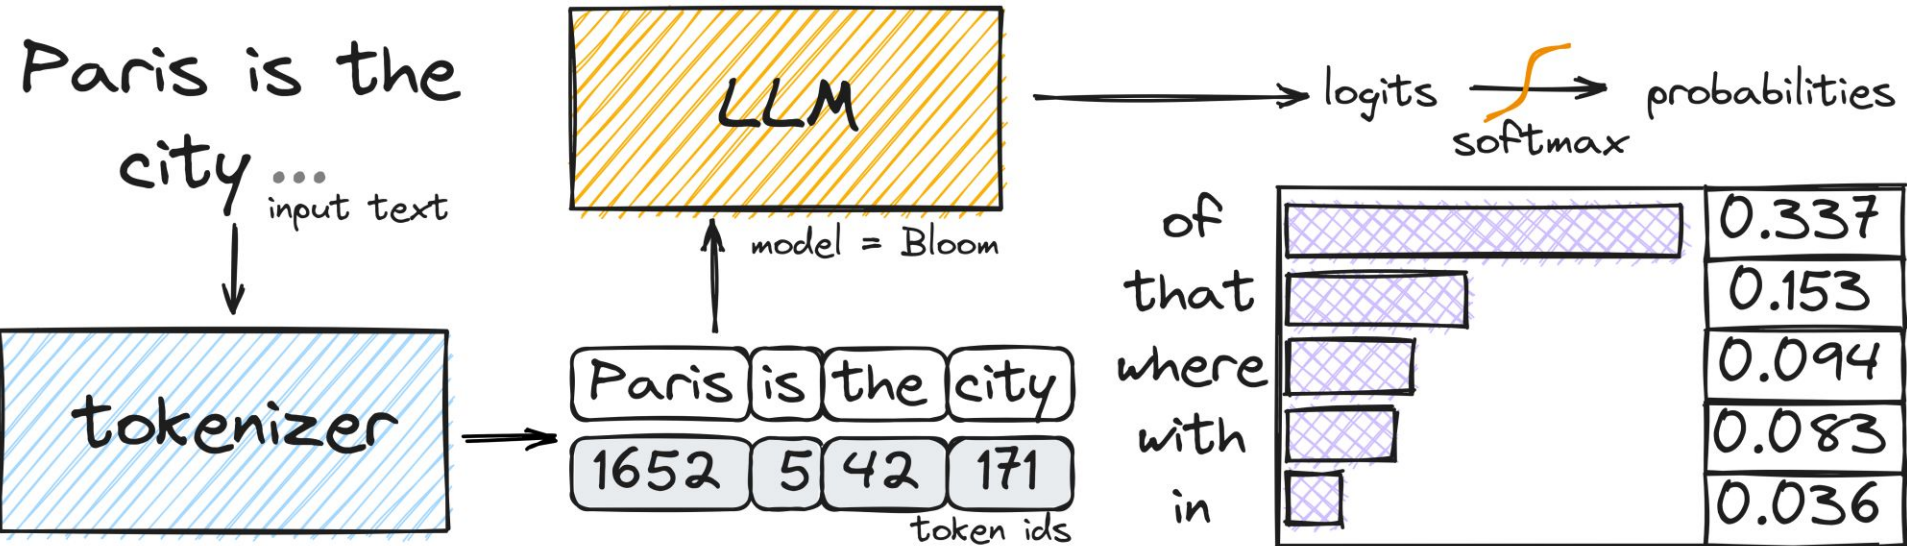 Paris is the
city ...
input text
tokenizer
Paris is the city
1652 5 42 171
token ids
LLM
model = Bloom
logits
softmax
probabilities
of 0.337
that 0.153
where 0.094
with 0.083
in 0.036